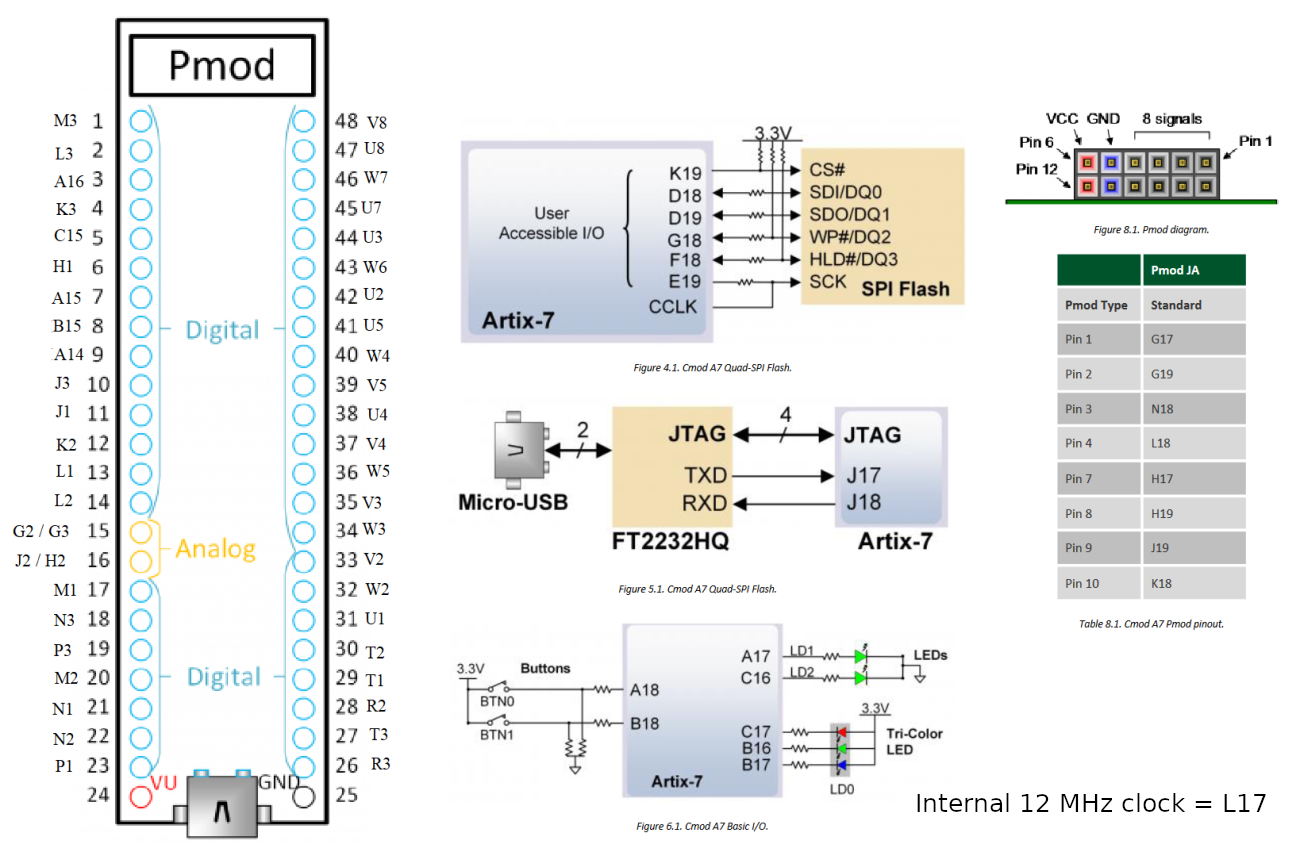 Pmod
M3 1
L3 2
A16 3
K3 4
C15 5
H1 6
A15 7
B15 8
A14 9
J3 10
J1 11
K2 12
L1 13
L2 14
G2 / G3 15
J2 / H2 16
M1 17
N3 18
P3 19
M2 20
N1 21
N2 22
P1 23
24
VU
Digital
Analog
Digital
GND
48 V8
47 U8
46 W7
45 U7
44 U3
43 W6
42 U2
41 U5
40 W4
39 V5
38 U4
37 V4
36 W5
35 V3
34 W3
33 V2
32 W2
31 U1
30 T2
29 T1
28 R2
27 T3
26 R3
25
3.3V
User
Accessible I/O
K19
D18
D19
G18
F18
E19
CCLK
Artix-7
CS#
SDI/DQ0
SDO/DQ1
WP#/DQ2
HLD#/DQ3
SCK
SPI Flash
Figure 4.1. Cmod A7 Quad-SPI Flash.
Micro-USB
2
JTAG
TXD
RXD
FT2232HQ
4
JTAG
J17
J18
Artix-7
Figure 5.1. Cmod A7 Quad-SPI Flash.
3.3V
Buttons
BTN0
BTN1
A18
B18
Artix-7
A17
C16
C17
B16
B17
LD1
LD2
LEDs
3.3V
Tri-Color
LED
LD0
Figure 6.1. Cmod A7 Basic I/O.
VCC GND 8 signals
Pin 6
Pin 1
Pin 12
Figure 8.1. Pmod diagram.
Pmod JA
Pmod Type Standard
Pin 1 G17
Pin 2 G19
Pin 3 N18
Pin 4 L18
Pin 7 H17
Pin 8 H19
Pin 9 J19
Pin 10 K18
Table 8.1. Cmod A7 Pmod pinout.
Internal 12 MHz clock = L17